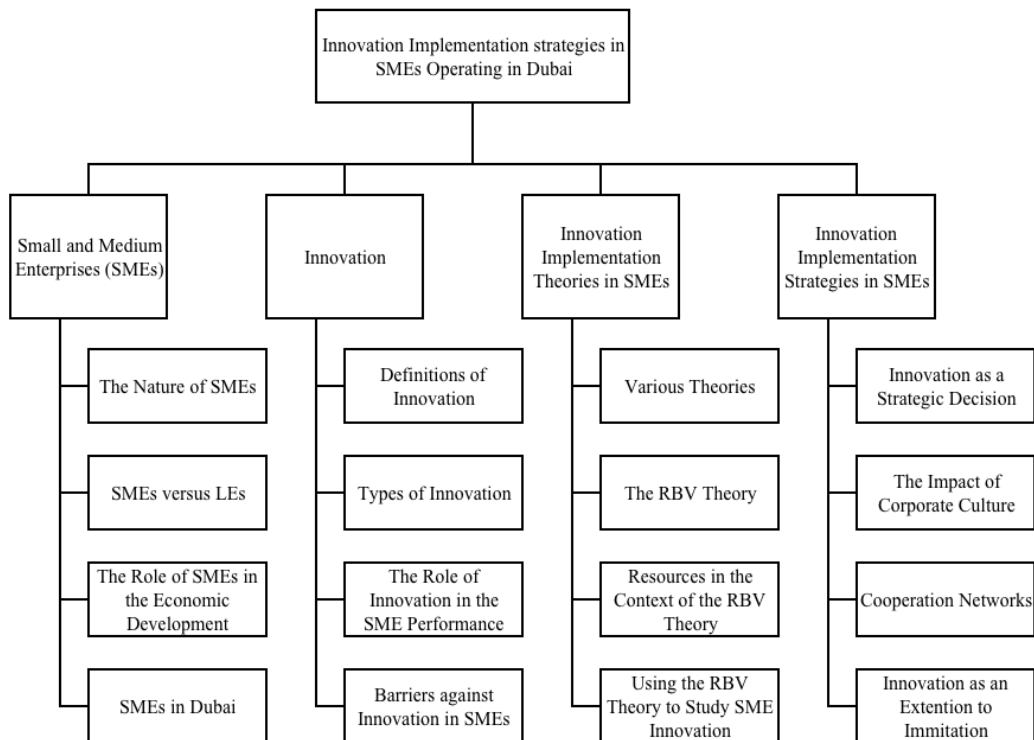 Innovation Implementation strategies in
SMEs Operating in Dubai
Small and Medium
Enterprises (SMEs)
Innovation
Innovation
Implementation
Theories in SMEs
Innovation
Implementation
Strategies in SMEs
The Nature of SMEs
Definitions of
Innovation
Various Theories
Innovation as a
Strategic Decision
SMEs versus LEs
Types of Innovation
The RBV Theory
The Impact of
Corporate Culture
The Role of SMEs in
the Economic
Development
The Role of
Innovation in the
SME Performance
Resources in the
Context of the RBV
Theory
Cooperation Networks
SMEs in Dubai
Barriers against
Innovation in SMEs
Using the RBV
Theory to Study SME
Innovation
Innovation as an
Extention to
Immitation